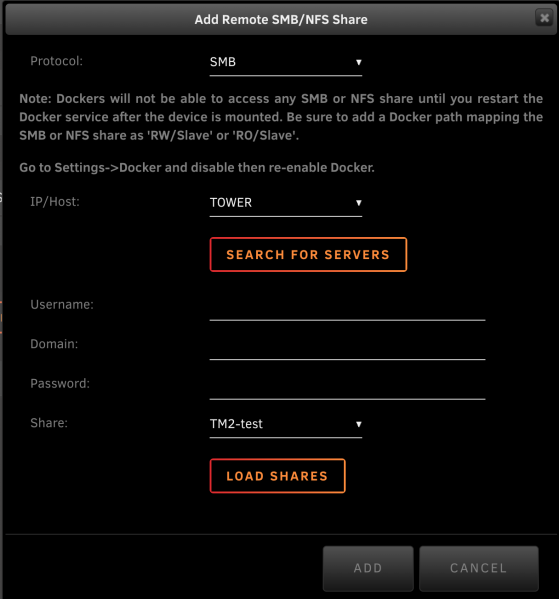 Add Remote SMB/NFS Share
Protocol:
SMB
Note: Dockers will not be able to access any SMB or NFS share until you restart the
Docker service after the device is mounted. Be sure to add a Docker path mapping the
SMB or NFS share as 'RW/Slave' or 'RO/Slave'.
Go to Settings->Docker and disable then re-enable Docker.
IP/Host:
TOWER
SEARCH FOR SERVERS
Username:
Domain:
Password:
Share:
TM2-test
LOAD SHARES
ADD
CANCEL